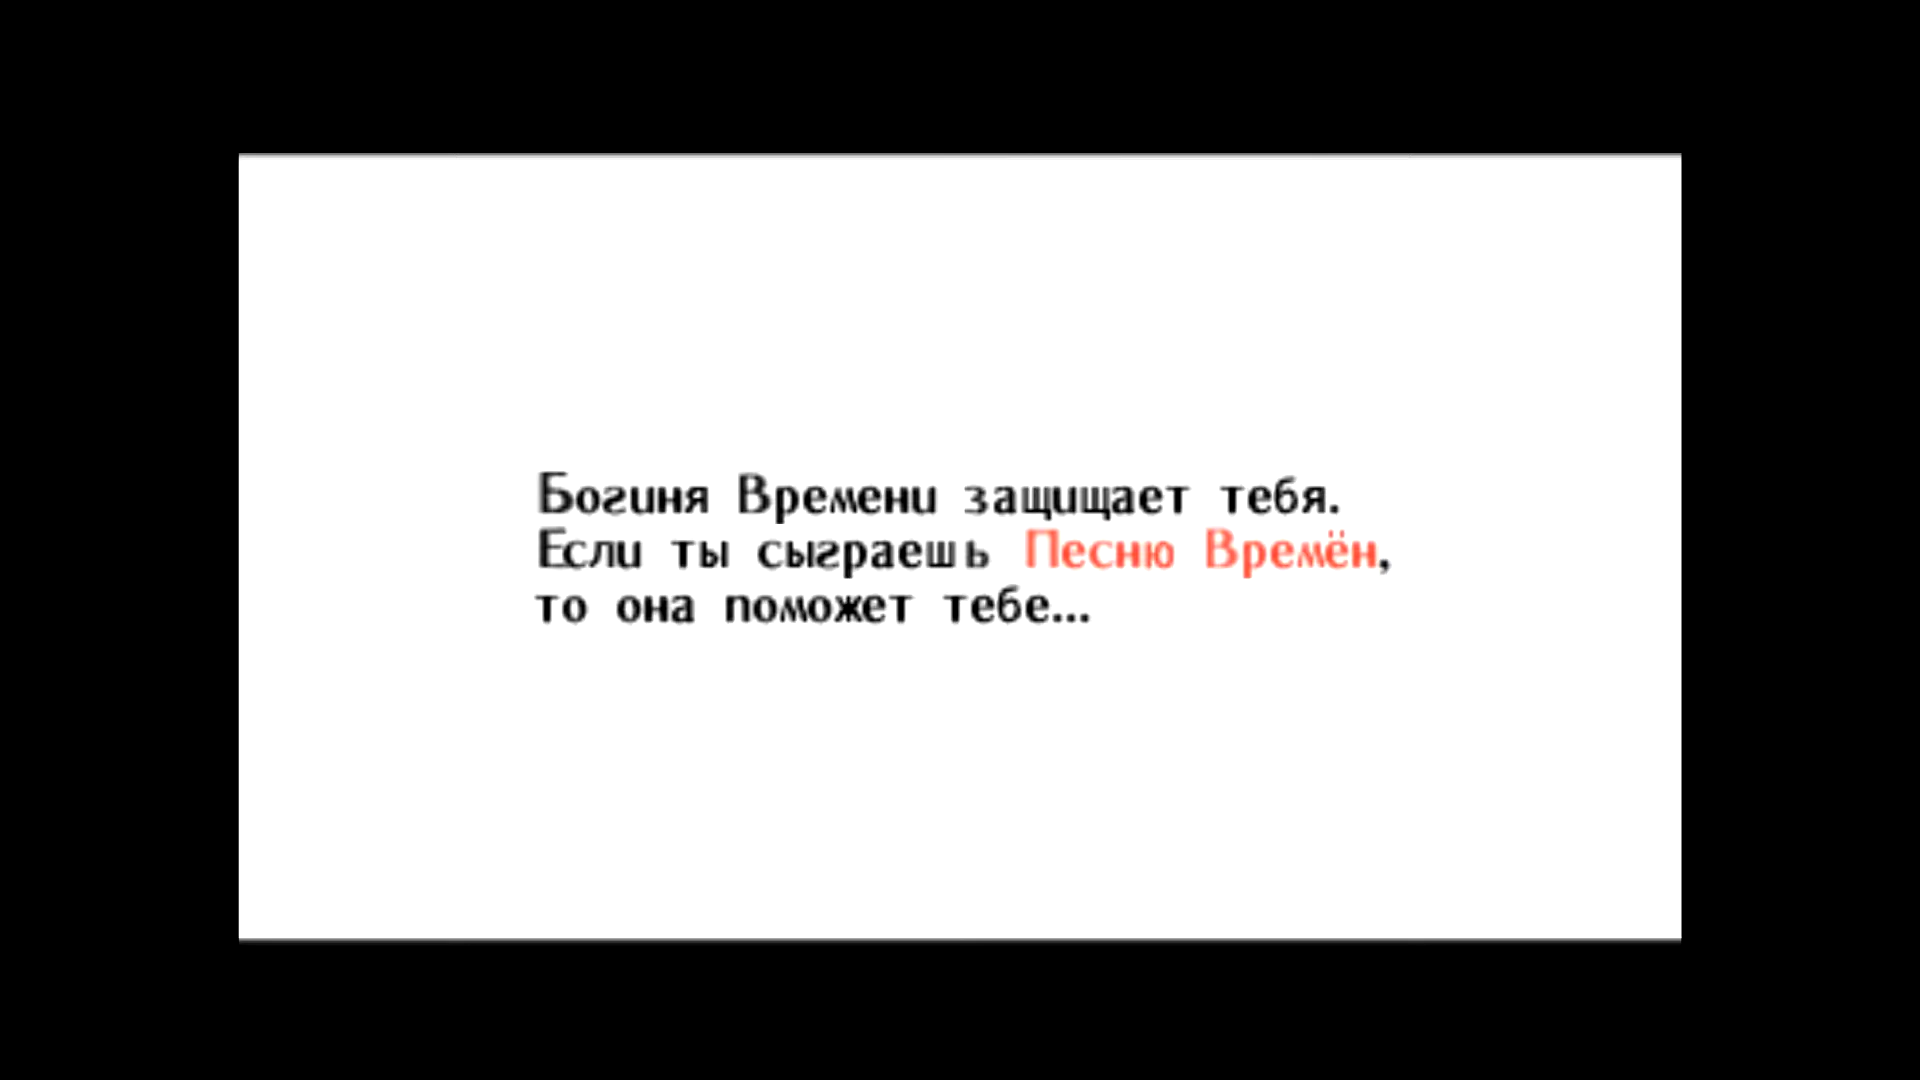 Богиня Времени защищает тебя.
Если ты сыграешь Песню Времён,
то она поможет тебе...